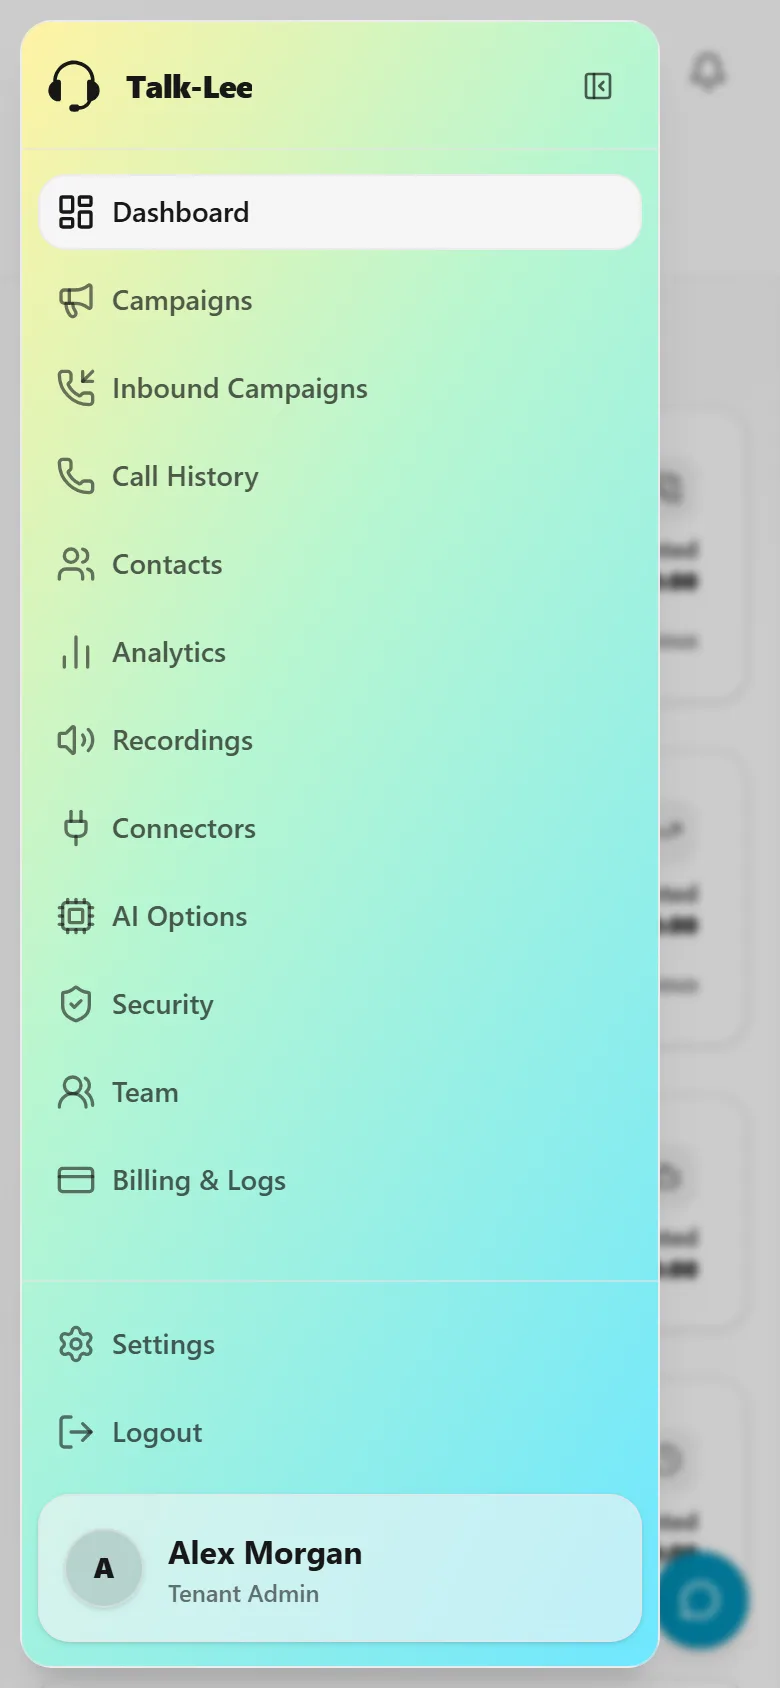 Talk-Lee
Dashboard
Campaigns
Inbound Campaigns
Call History
Contacts
Analytics
Recordings
Connectors
AI Options
Security
Team
Billing & Logs
Settings
Logout
A
Alex Morgan
Tenant Admin